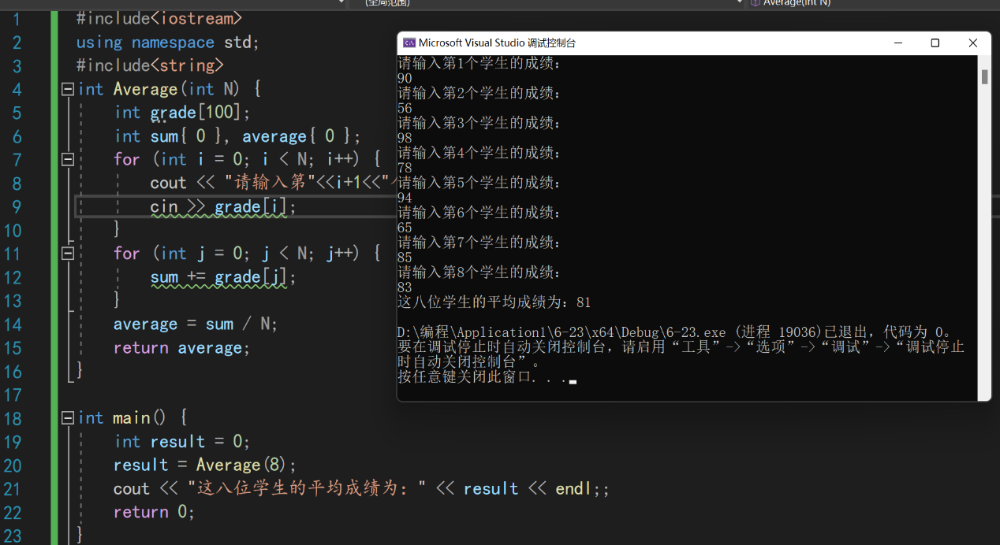 (全局范围)
Average(int N)
1 #include<iostream>
2 using namespace std;
3 #include<string>
4 int Average(int N) {
5 int grade[100];
6 int sum{ 0 }, average{ 0 };
7 for (int i = 0; i < N; i++) {
8 cout << "请输入第"<<i+1<<"
9 cin >> grade[i];
10 }
11 for (int j = 0; j < N; j++) {
12 sum += grade[j];
13 }
14 average = sum / N;
15 return average;
16 }
17
18 int main() {
19 int result = 0;
20 result = Average(8);
21 cout << "这八位学生的平均成绩为：" << result << endl;;
22 return 0;
23 }
Microsoft Visual Studio 调试控制台
请输入第1个学生的成绩：
90
请输入第2个学生的成绩：
56
请输入第3个学生的成绩：
98
请输入第4个学生的成绩：
78
请输入第5个学生的成绩：
94
请输入第6个学生的成绩：
65
请输入第7个学生的成绩：
85
请输入第8个学生的成绩：
83
这八位学生的平均成绩为：81
D:\编程\Application1\6-23\x64\Debug\6-23.exe (进程 19036)已退出，代码为 0。
要在调试停止时自动关闭控制台，请启用“工具”->“选项”->“调试”->“调试停止
时自动关闭控制台”。
按任意键关闭此窗口. . .